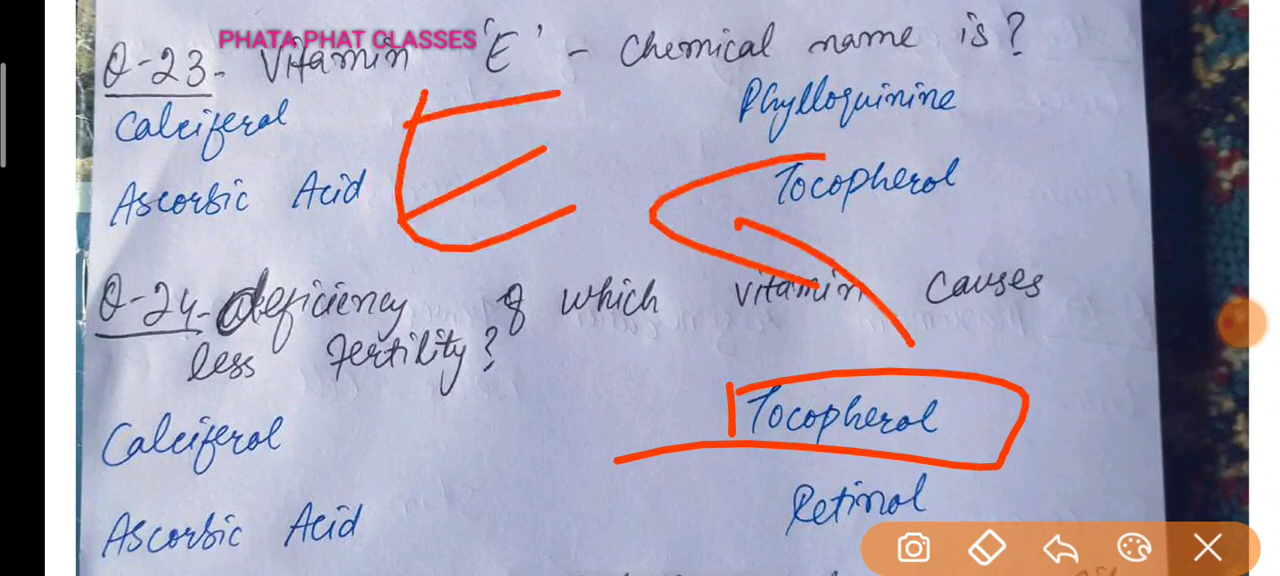 PHATA PHAT CLASSES
Q-23- Vitamin 'E' - Chemical name is?
Calciferol Phylloquinine
Ascorbic Acid Tocopherol
E
Q-24- Deficiency of which vitamin causes
less fertility?
Calciferol Tocopherol
Ascorbic Acid Retinol